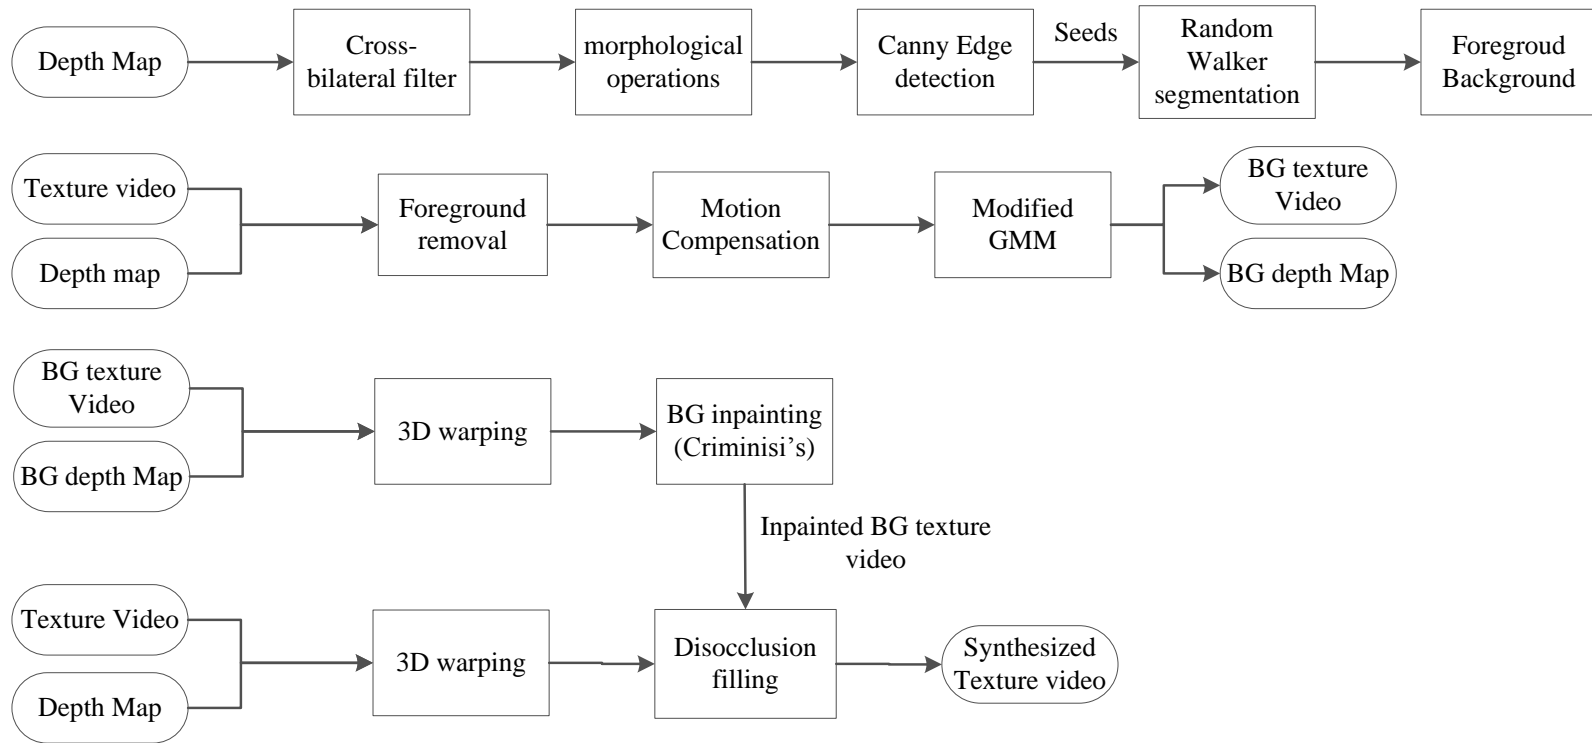 Depth Map
Cross-
bilateral filter
morphological
operations
Canny Edge
detection
Seeds
Random
Walker
segmentation
Foregroud
Background
Texture video
Depth map
Foreground
removal
Motion
Compensation
Modified
GMM
BG texture
Video
BG depth Map
BG texture
Video
BG depth Map
3D warping
BG inpainting
(Criminisi’s)
Inpainted BG texture
video
Texture Video
Depth Map
3D warping
Disocclusion
filling
Synthesized
Texture video